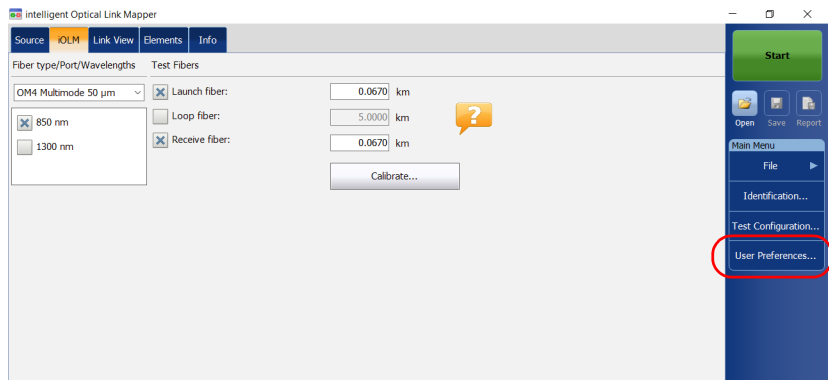 intelligent Optical Link Mapper
Source iOLM Link View Elements Info
Fiber type/Port/Wavelengths Test Fibers
OM4 Multimode 50 µm
Launch fiber: 0.0670 km
850 nm
Loop fiber: 5.0000 km
?
1300 nm
Receive fiber: 0.0670 km
Calibrate...
Start
Open Save Report
Main Menu
File
Identification...
Test Configuration...
User Preferences...